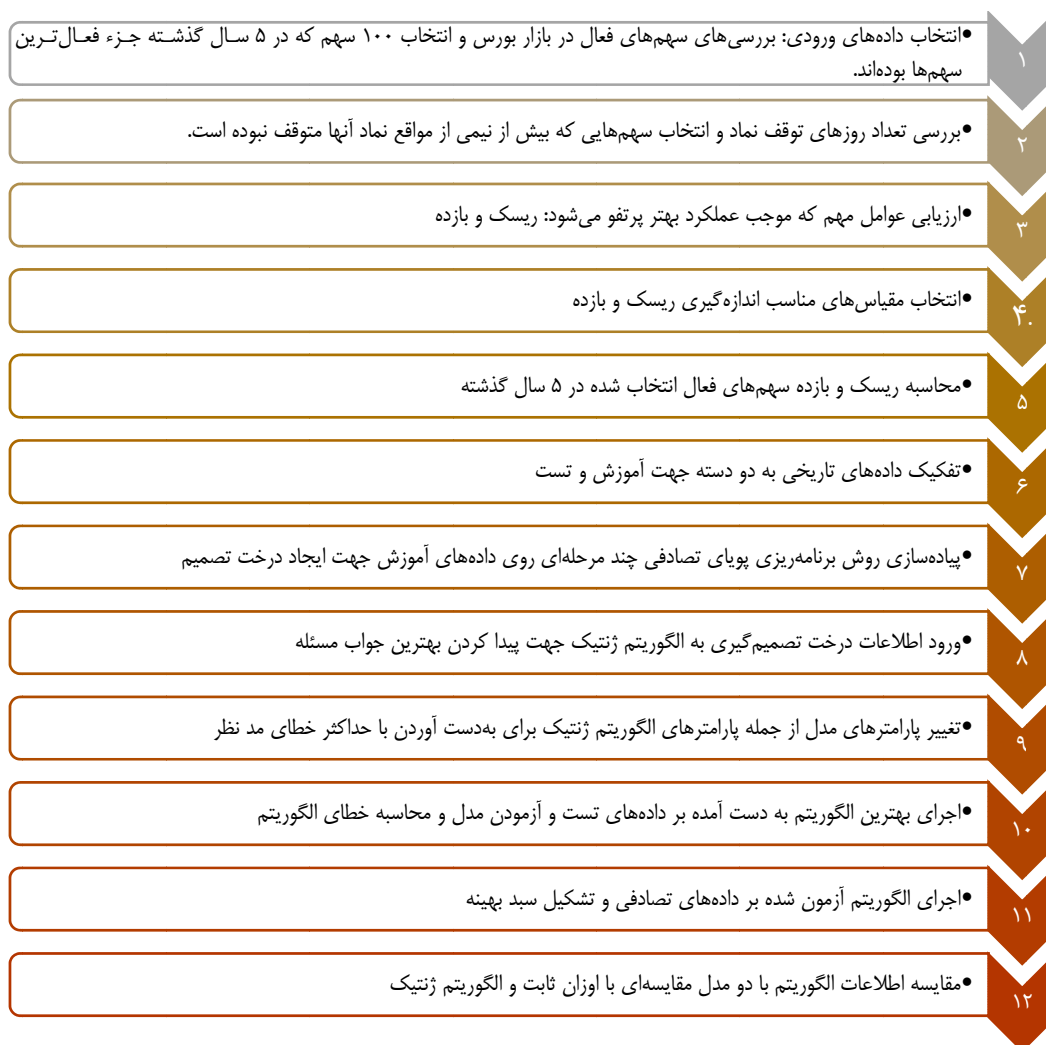 ۱
•انتخاب داده‌های ورودی: بررسی‌های سهم‌های فعال در بازار بورس و انتخاب ۱۰۰ سهم که در ۵ سال گذشته جزء فعال‌ترین
سهم‌ها بوده‌اند.
۲
•بررسی تعداد روزهای توقف نماد و انتخاب سهم‌هایی که بیش از نیمی از مواقع نماد آنها متوقف نبوده است.
۳
•ارزیابی عوامل مهم که موجب عملکرد بهتر پرتفو می‌شود: ریسک و بازده
۴.
•انتخاب مقیاس‌های مناسب اندازه‌گیری ریسک و بازده
۵
•محاسبه ریسک و بازده سهم‌های فعال انتخاب شده در ۵ سال گذشته
۶
•تفکیک داده‌های تاریخی به دو دسته جهت آموزش و تست
۷
•پیاده‌سازی روش برنامه‌ریزی پویای تصادفی چند مرحله‌ای روی داده‌های آموزش جهت ایجاد درخت تصمیم
۸
•ورود اطلاعات درخت تصمیم‌گیری به الگوریتم ژنتیک جهت پیدا کردن بهترین جواب مسئله
۹
•تغییر پارامترهای مدل از جمله پارامترهای الگوریتم ژنتیک برای به‌دست آوردن با حداکثر خطای مد نظر
۱۰
•اجرای بهترین الگوریتم به دست آمده بر داده‌های تست و آزمودن مدل و محاسبه خطای الگوریتم
۱۱
•اجرای الگوریتم آزمون شده بر داده‌های تصادفی و تشکیل سبد بهینه
۱۲
•مقایسه اطلاعات الگوریتم با دو مدل مقایسه‌ای با اوزان ثابت و الگوریتم ژنتیک